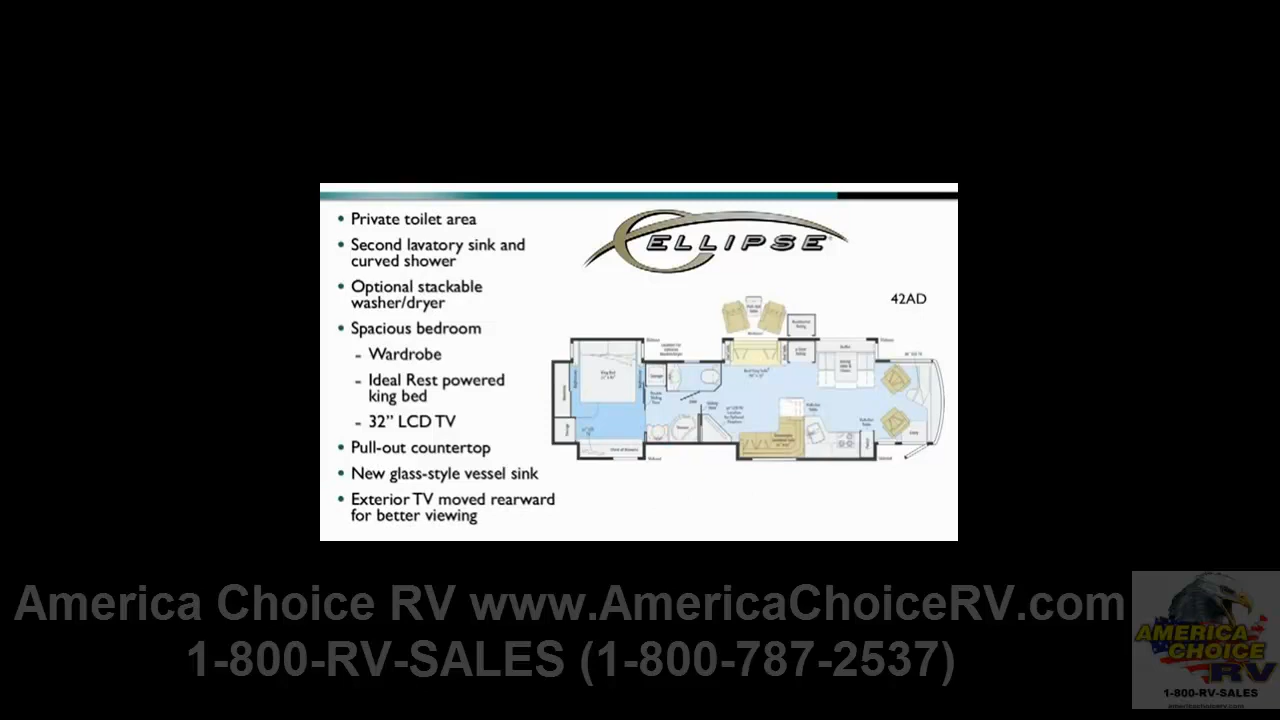 • Private toilet area
• Second lavatory sink and
curved shower
• Optional stackable
washer/dryer
• Spacious bedroom
- Wardrobe
- Ideal Rest powered
king bed
- 32” LCD TV
• Pull-out countertop
• New glass-style vessel sink
• Exterior TV moved rearward
for better viewing
ELLIPSE
42AD
King Bed
America Choice RV www.AmericaChoiceRV.com
1-800-RV-SALES (1-800-787-2537)
AMERICA
CHOICE
RV
1-800-RV-SALES
americachoicerv.com